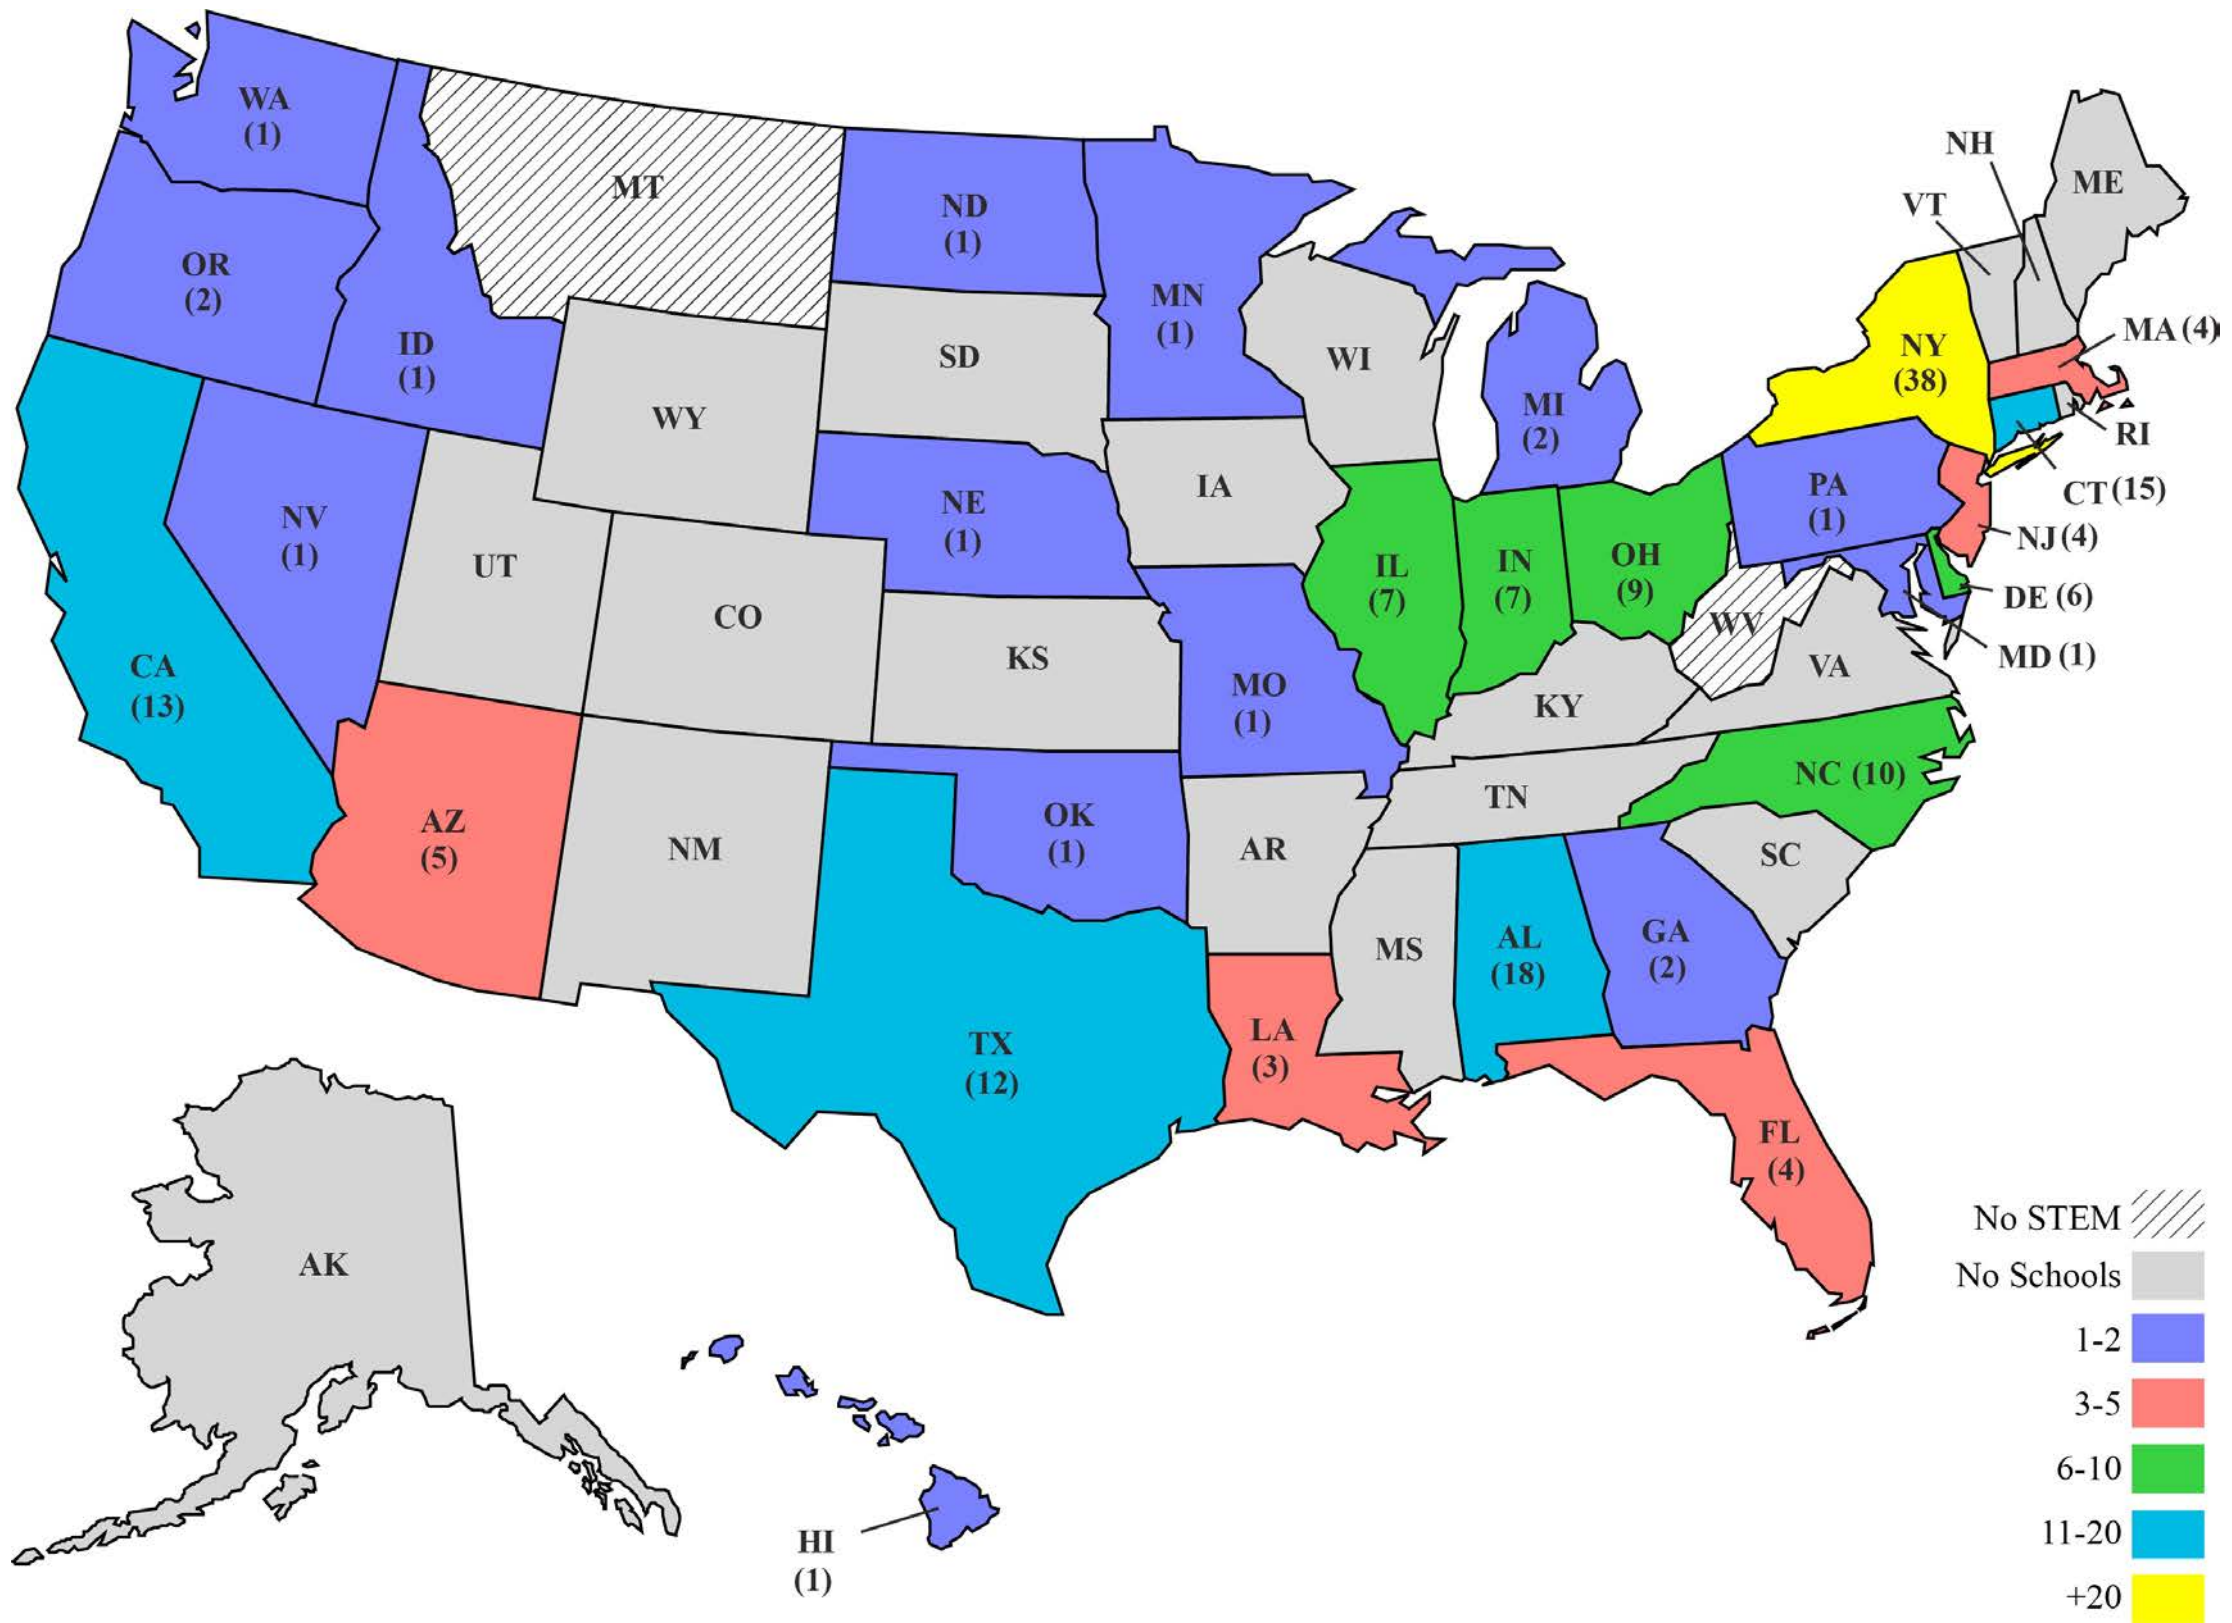 WA
(1)
MT
NH
ND
(1)
ME
VT
OR
(2)
MN
(1)
MA (4)
ID
(1)
SD
WI
NY
(38)
WY
MI
(2)
RI
IA
PA
(1)
CT (15)
NV
(1)
NE
(1)
NJ (4)
UT
IL
(7)
IN
(7)
OH
(9)
DE (6)
CO
WV
KS
MD (1)
CA
(13)
MO
(1)
VA
KY
NC (10)
TN
AZ
(5)
NM
OK
(1)
AR
SC
MS
AL
(18)
GA
(2)
TX
(12)
LA
(3)
FL
(4)
AK
HI
(1)
No STEM
No Schools
1-2
3-5
6-10
11-20
+20